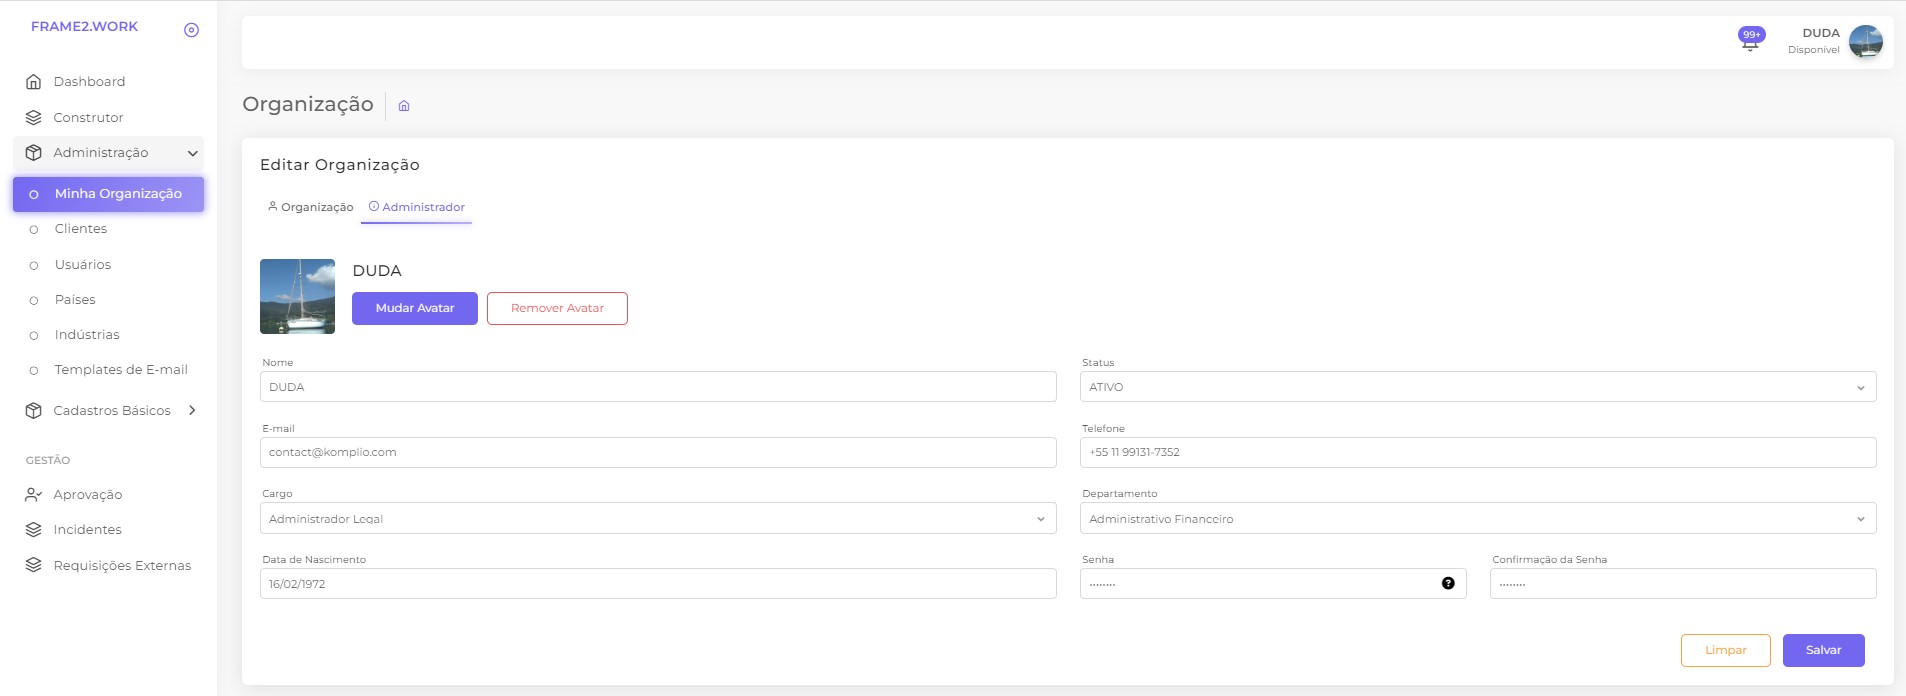 FRAME2.WORK
Dashboard
Construtor
Administração
Minha Organização
Clientes
Usuários
Países
Indústrias
Templates de E-mail
Cadastros Básicos
GESTÃO
Aprovação
Incidentes
Requisições Externas
99+
DUDA
Disponível
Organização
Editar Organização
Organização Administrador
DUDA
Mudar Avatar Remover Avatar
Nome Status
DUDA ATIVO
E-mail Telefone
contact@komplio.com +55 11 99131-7352
Cargo Departamento
Administrador Legal Administrativo Financeiro
Data de Nascimento Senha Confirmação da Senha
16/02/1972 ········ ········
Limpar Salvar